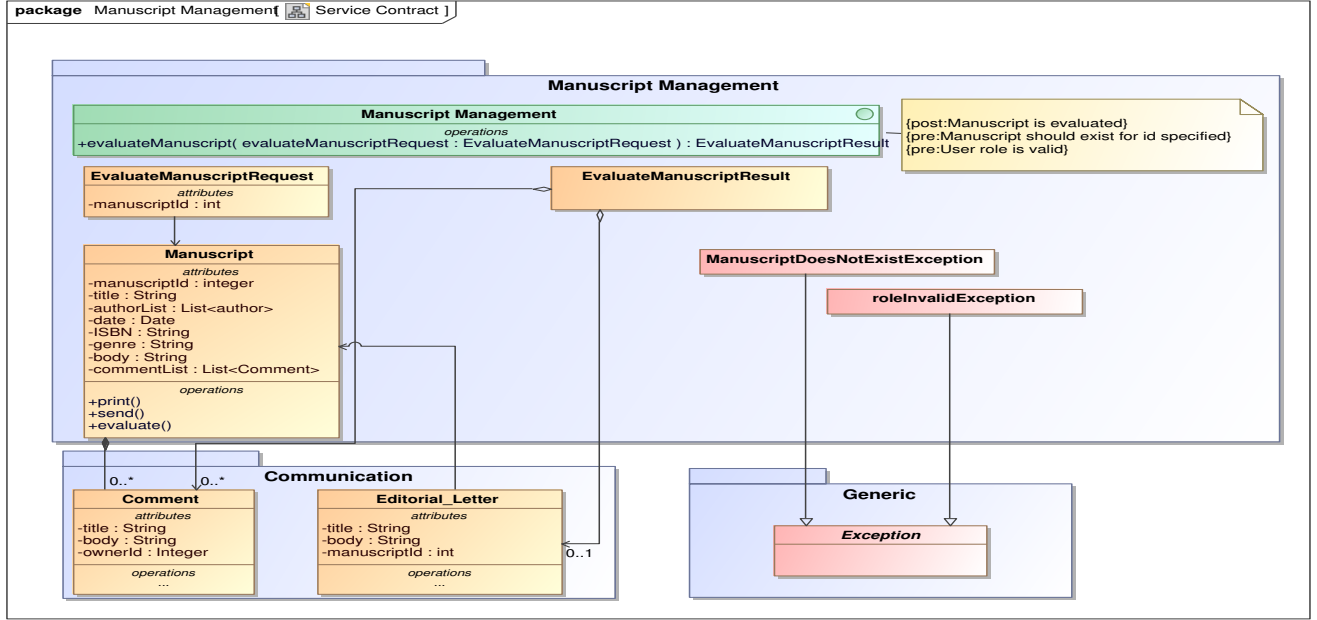 package Manuscript Management[ Service Contract ]
Manuscript Management
Manuscript Management
operations
+evaluateManuscript( evaluateManuscriptRequest : EvaluateManuscriptRequest ) : EvaluateManuscriptResult
{post:Manuscript is evaluated}
{pre:Manuscript should exist for id specified}
{pre:User role is valid}
EvaluateManuscriptRequest
attributes
-manuscriptId : int
EvaluateManuscriptResult
Manuscript
attributes
-manuscriptId : integer
-title : String
-authorList : List<author>
-date : Date
-ISBN : String
-genre : String
-body : String
-commentList : List<Comment>
operations
+print()
+send()
+evaluate()
ManuscriptDoesNotExistException
roleInvalidException
Communication
0..*
0..*
Comment
attributes
-title : String
-body : String
-ownerId : Integer
operations
...
Editorial_Letter
attributes
-title : String
-body : String
-manuscriptId : int
operations
...
0..1
Generic
Exception